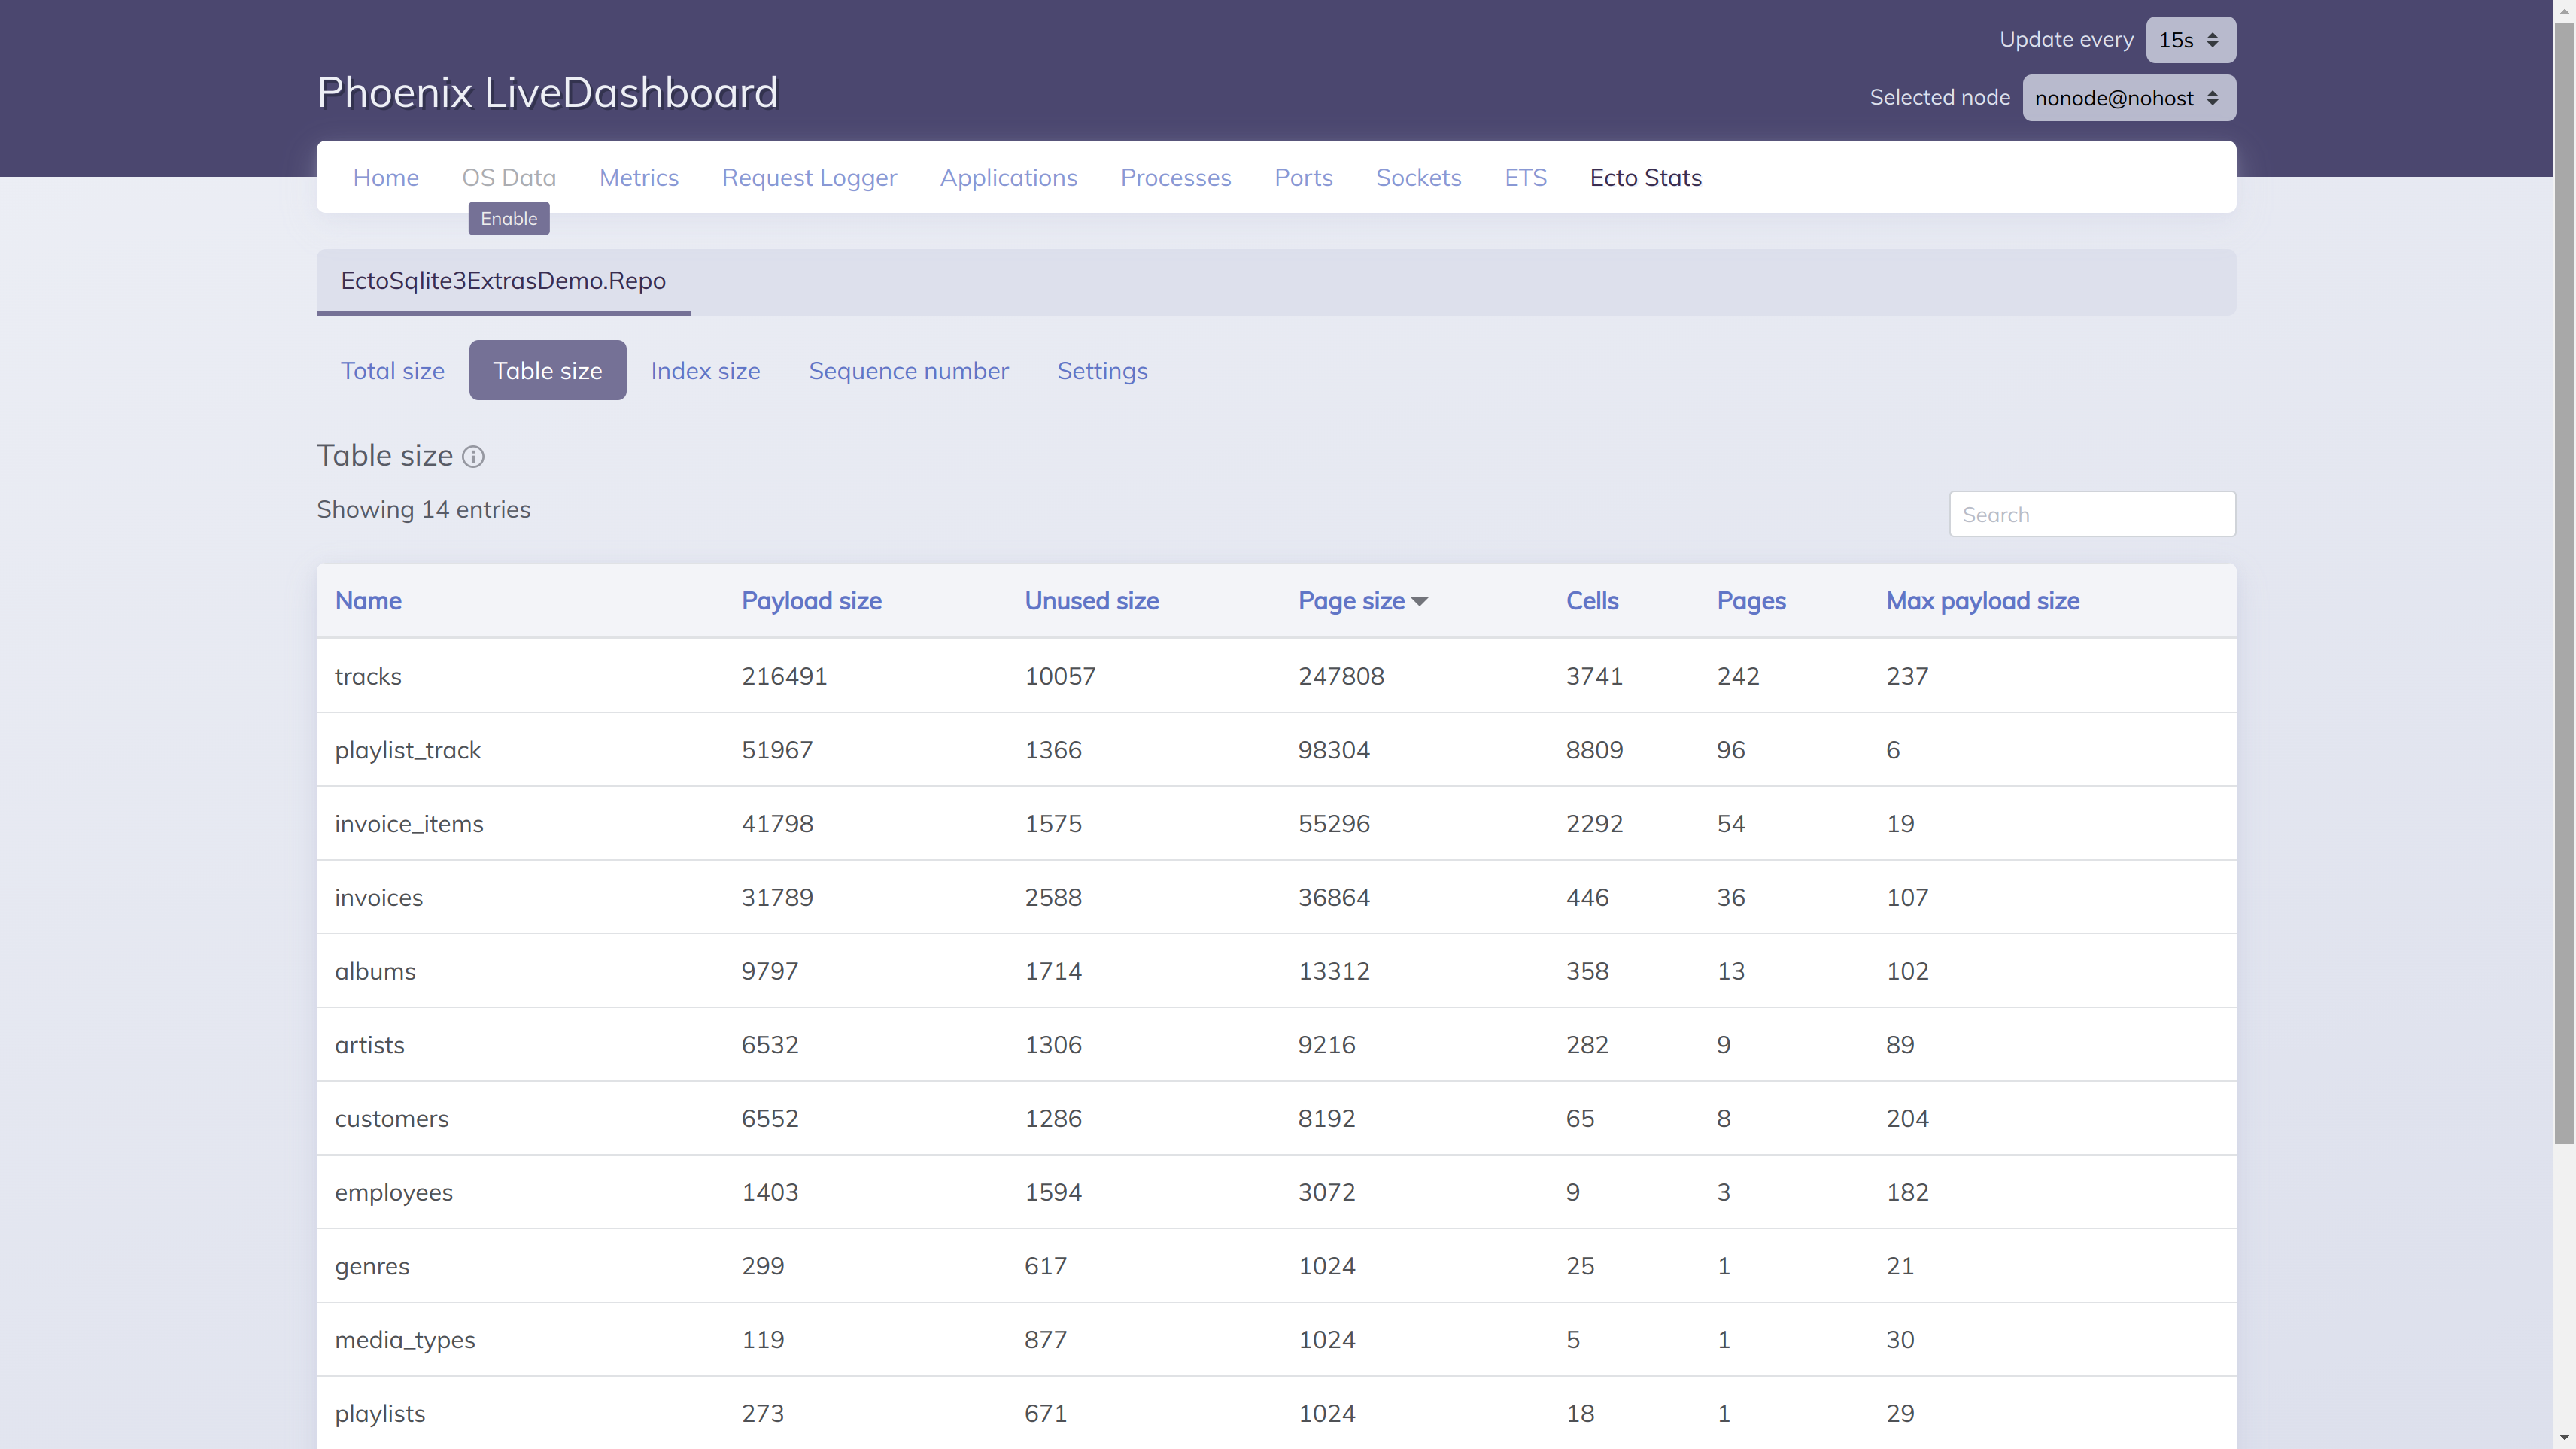 Update every 15s
Phoenix LiveDashboard
Selected node nonode@nohost
Home OS Data Metrics Request Logger Applications Processes Ports Sockets ETS Ecto Stats
Enable
EctoSqlite3ExtrasDemo.Repo
Total size Table size Index size Sequence number Settings
Table size
Showing 14 entries
Search
Name Payload size Unused size Page size Cells Pages Max payload size
tracks 216491 10057 247808 3741 242 237
playlist_track 51967 1366 98304 8809 96 6
invoice_items 41798 1575 55296 2292 54 19
invoices 31789 2588 36864 446 36 107
albums 9797 1714 13312 358 13 102
artists 6532 1306 9216 282 9 89
customers 6552 1286 8192 65 8 204
employees 1403 1594 3072 9 3 182
genres 299 617 1024 25 1 21
media_types 119 877 1024 5 1 30
playlists 273 671 1024 18 1 29